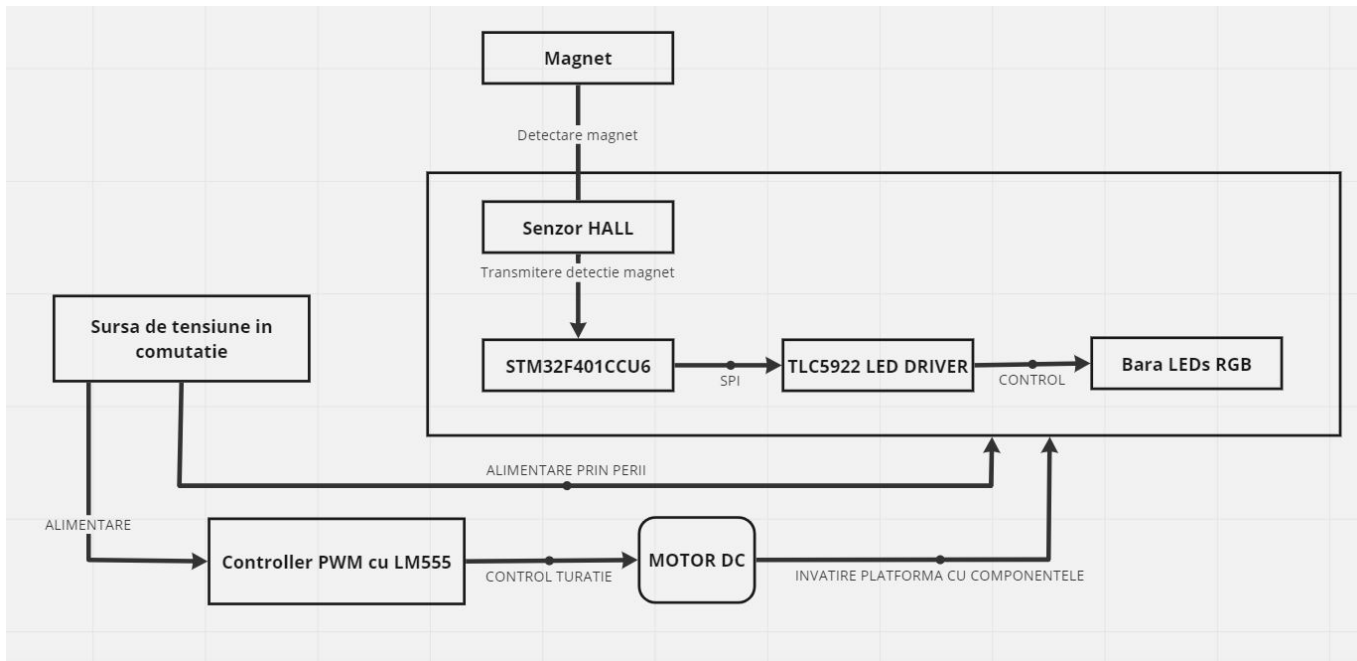 Magnet
Detectare magnet
Senzor HALL
Transmitere detectie magnet
Sursa de tensiune in
comutatie
STM32F401CCU6
SPI
TLC5922 LED DRIVER
CONTROL
Bara LEDs RGB
ALIMENTARE PRIN PERII
ALIMENTARE
Controller PWM cu LM555
CONTROL TURATIE
MOTOR DC
INVATIRE PLATFORMA CU COMPONENTELE